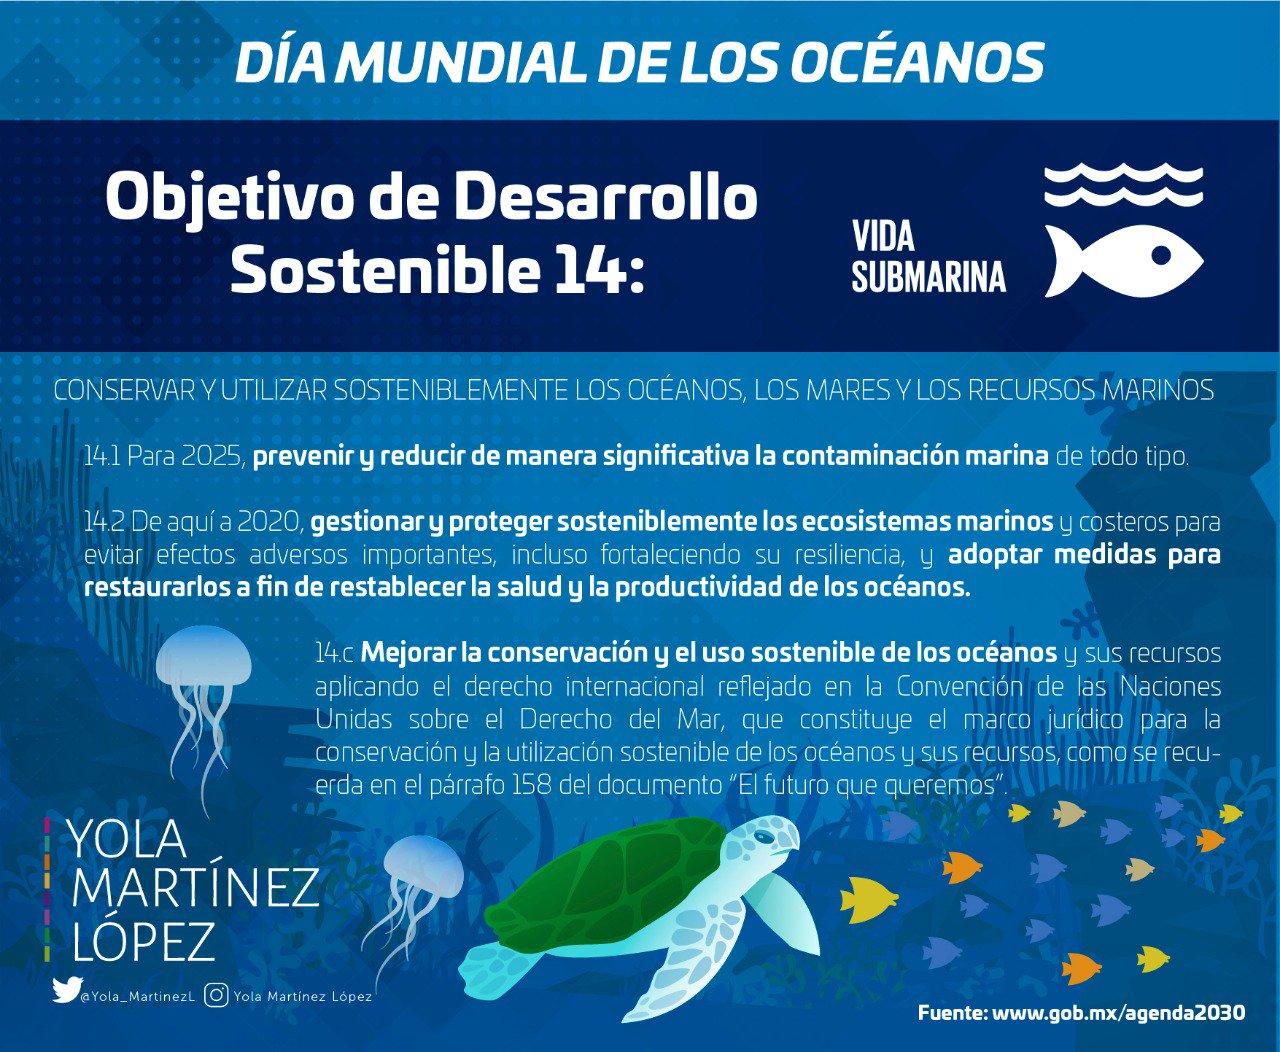 DÍA MUNDIAL DE LOS OCÉANOS
Objetivo de Desarrollo
Sostenible 14:
VIDA
SUBMARINA
CONSERVAR Y UTILIZAR SOSTENIBLEMENTE LOS OCÉANOS, LOS MARES Y LOS RECURSOS MARINOS
14.1 Para 2025, prevenir y reducir de manera significativa la contaminación marina de todo tipo.
14.2 De aquí a 2020, gestionar y proteger sosteniblemente los ecosistemas marinos y costeros para
evitar efectos adversos importantes, incluso fortaleciendo su resiliencia, y adoptar medidas para
restaurarlos a fin de restablecer la salud y la productividad de los océanos.
14.c Mejorar la conservación y el uso sostenible de los océanos y sus recursos
aplicando el derecho internacional reflejado en la Convención de las Naciones
Unidas sobre el Derecho del Mar, que constituye el marco jurídico para la
conservación y la utilización sostenible de los océanos y sus recursos, como se recu-
erda en el párrafo 158 del documento “El futuro que queremos”.
YOLA
MARTÍNEZ
LÓPEZ
@Yola_MartinezL Yola Martínez López
Fuente: www.gob.mx/agenda2030